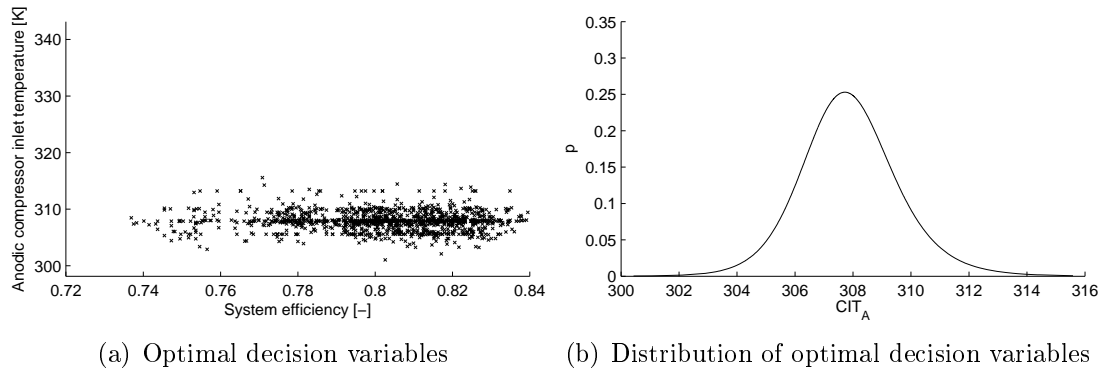 Anodic compressor inlet temperature [K]
340
330
320
310
300
0.72 0.74 0.76 0.78 0.8 0.82 0.84
System efficiency [–]
(a) Optimal decision variables
p
0.35
0.3
0.25
0.2
0.15
0.1
0.05
0
300 302 304 306 308 310 312 314 316
CIT_A
(b) Distribution of optimal decision variables